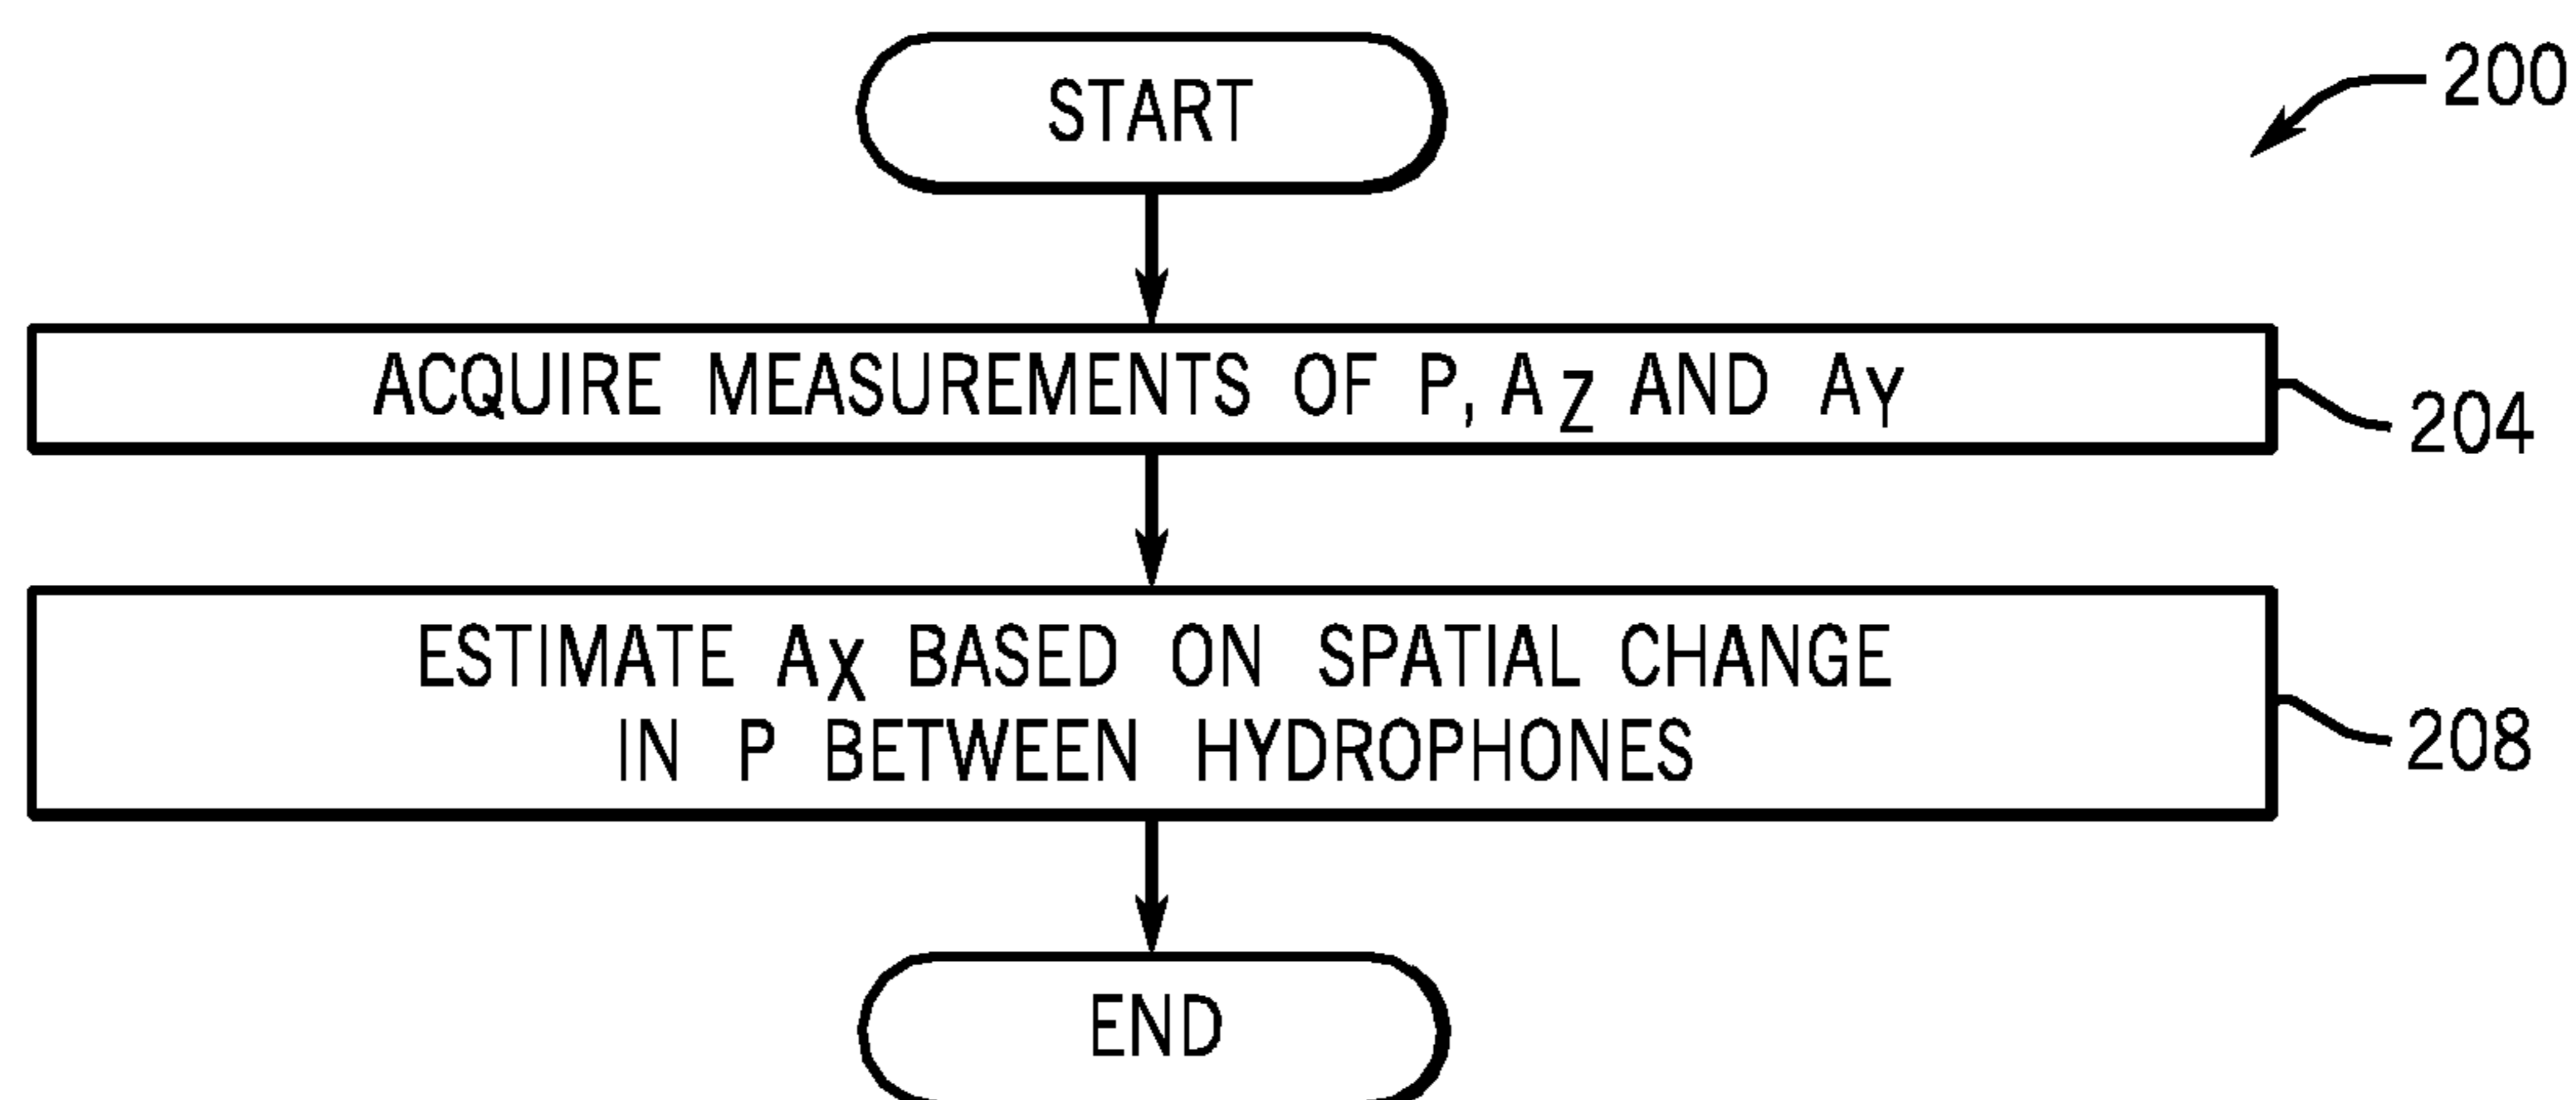 START
200
ACQUIRE MEASUREMENTS OF P, AZ AND AY
204
ESTIMATE AX BASED ON SPATIAL CHANGE
IN P BETWEEN HYDROPHONES
208
END